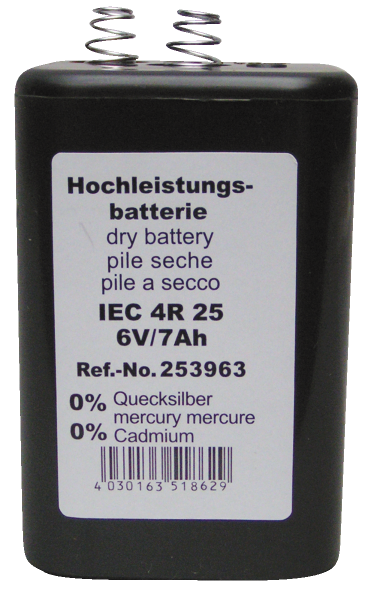 Hochleistungs-
batterie
dry battery
pile seche
pile a secco
IEC 4R 25
6V/7Ah
Ref.-No. 253963
0% Quecksilber
mercury mercure
0% Cadmium
4 030163 518629